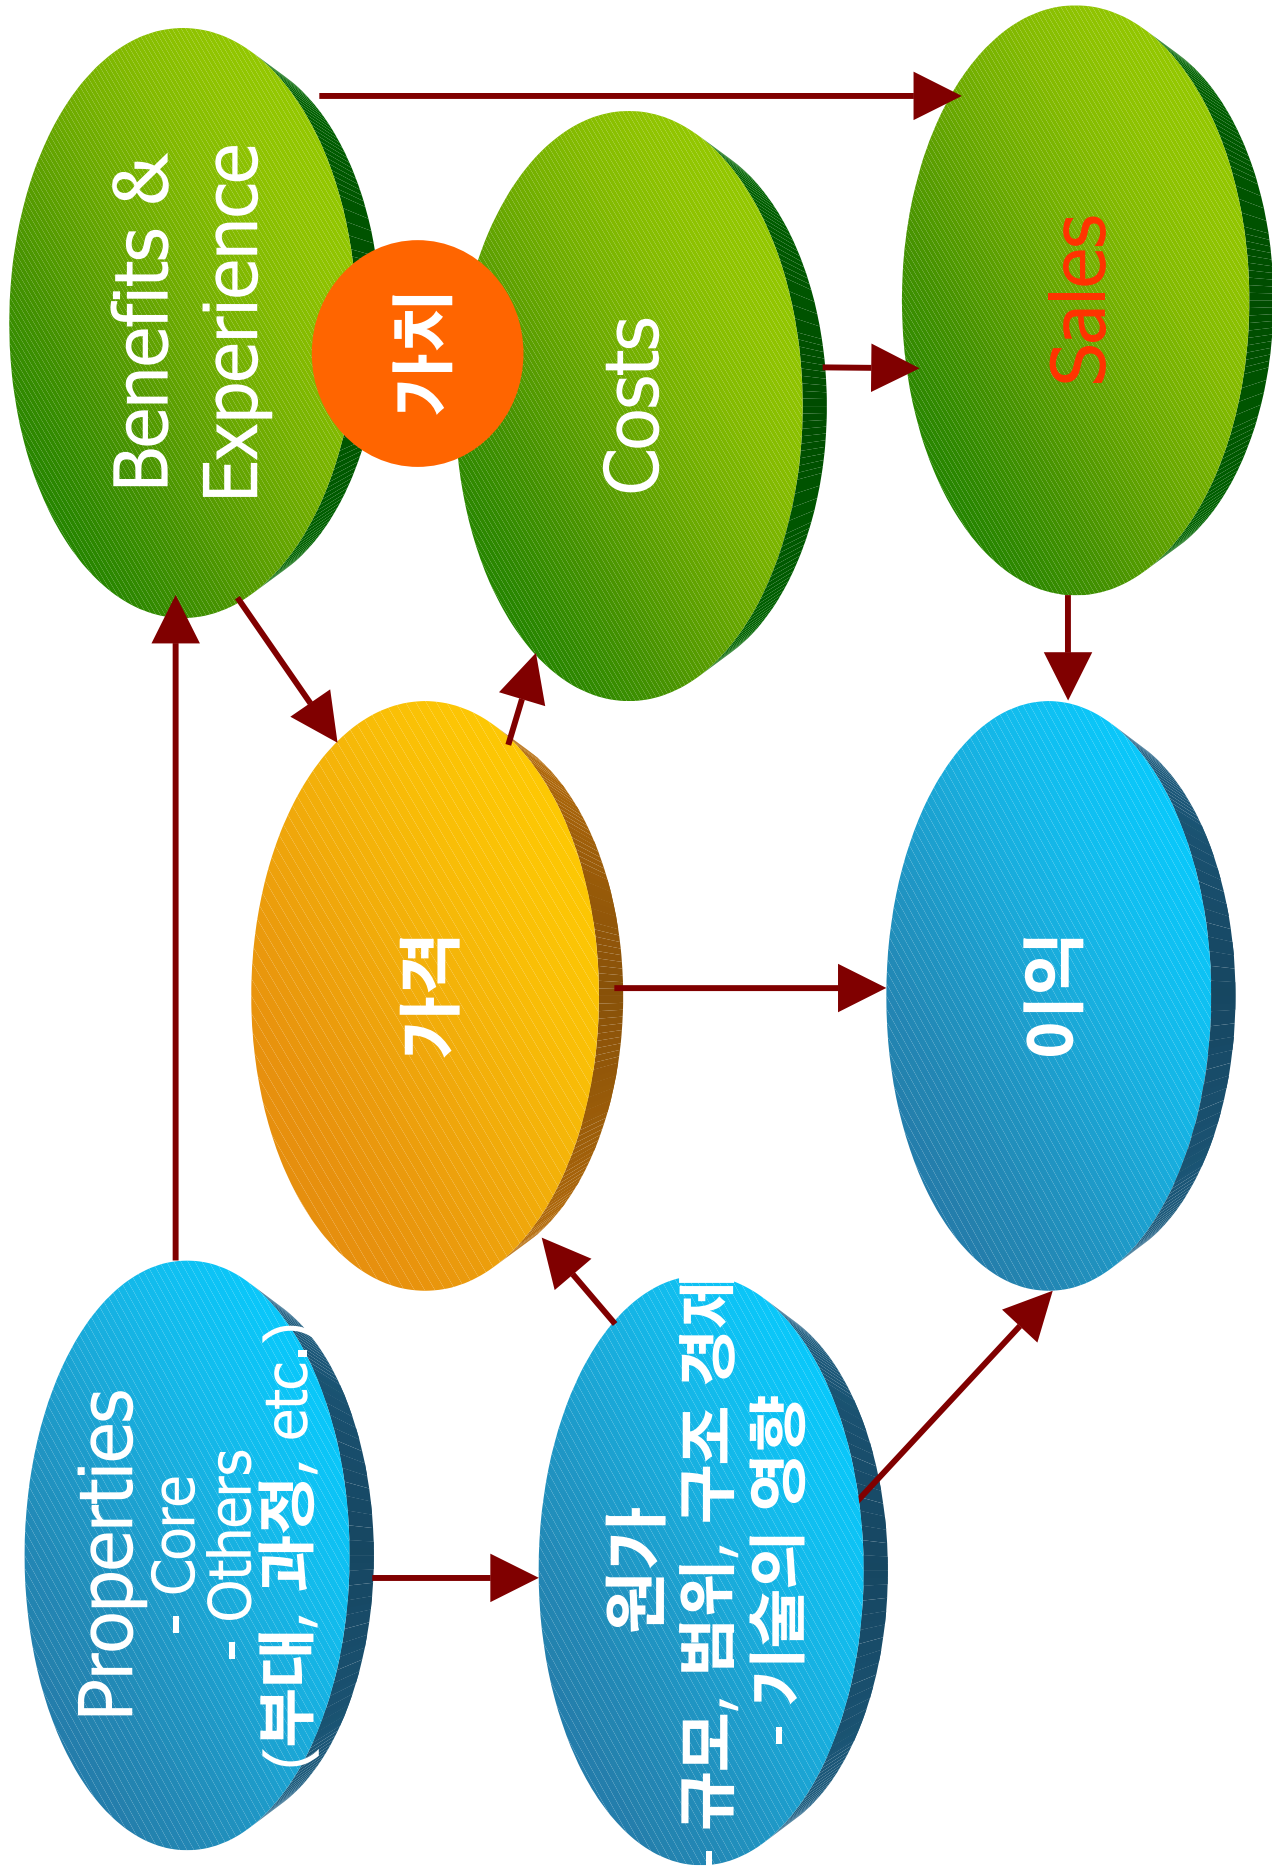 Properties
- Core
- Others
(부대, 과정, etc.)
Benefits &
Experience
가치
가격
Costs
원가
- 규모, 범위, 구조 경제
- 기술의 영향
이익
Sales